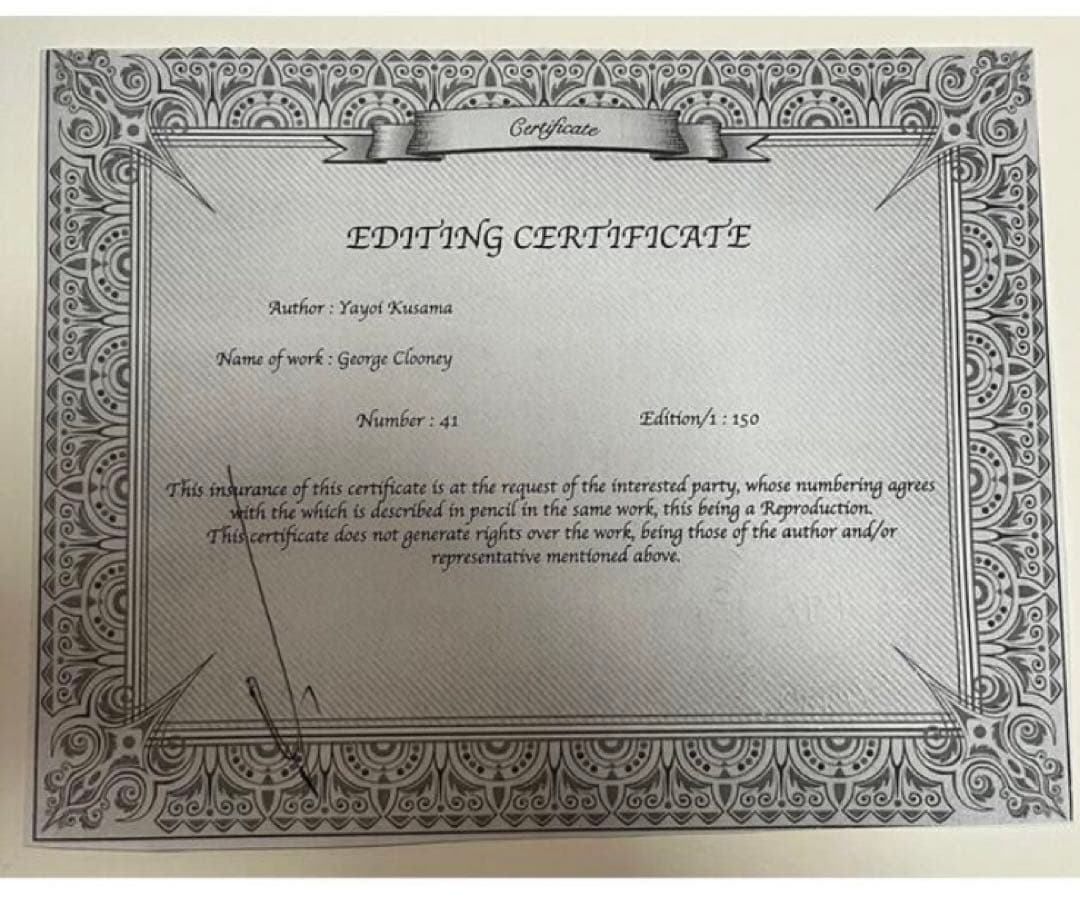 Certificate
EDITING CERTIFICATE
Author : Yayoi Kusama
Name of work : George Clooney
Number : 41 Edition/1 : 150
This insurance of this certificate is at the request of the interested party, whose numbering agrees
with the which is described in pencil in the same work, this being a Reproduction.
This certificate does not generate rights over the work, being those of the author and/or
representative mentioned above.